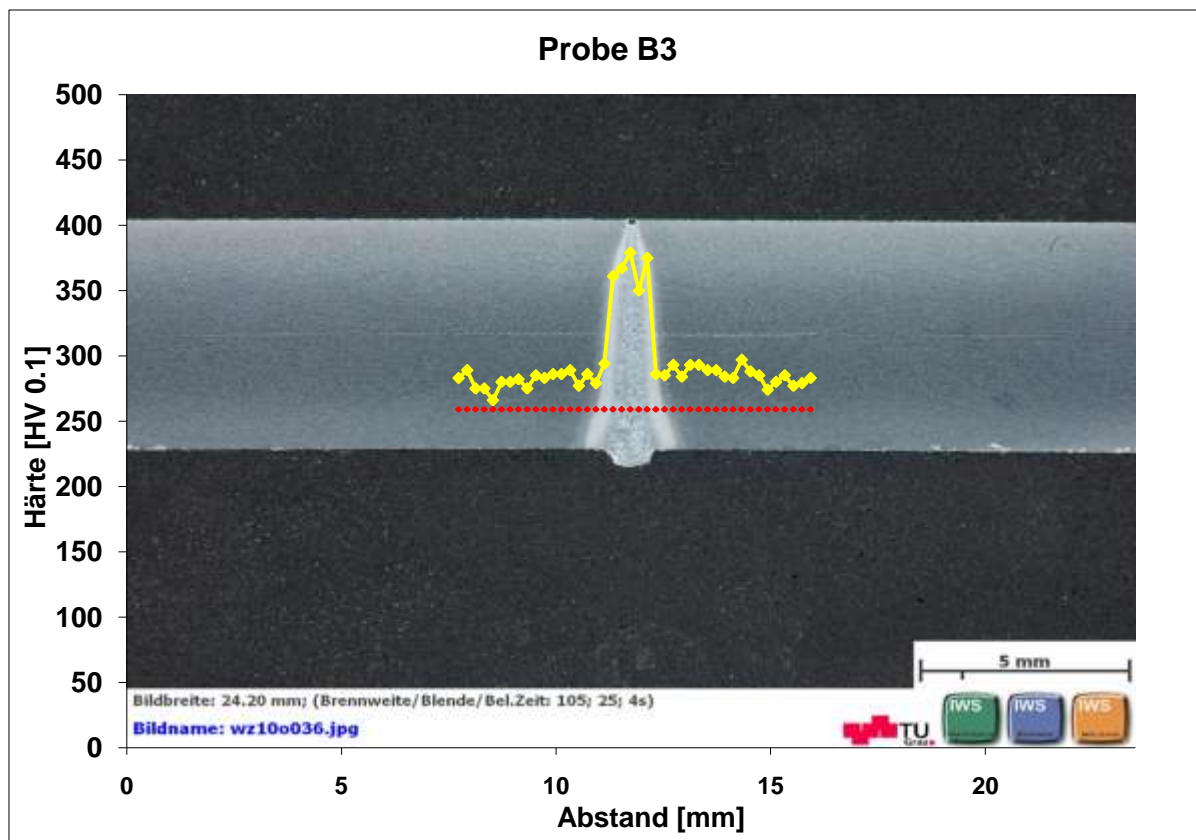 Probe B3
500
450
400
350
300
250
200
150
100
50
0
Härte [HV 0.1]
0 5 10 15 20
Abstand [mm]
5 mm
Bildbreite: 24.20 mm; (Brennweite/Blende/Bel.Zeit: 105; 25; 4s)
Bildname: wz10o036.jpg
TU
Graz
IWS IWS IWS